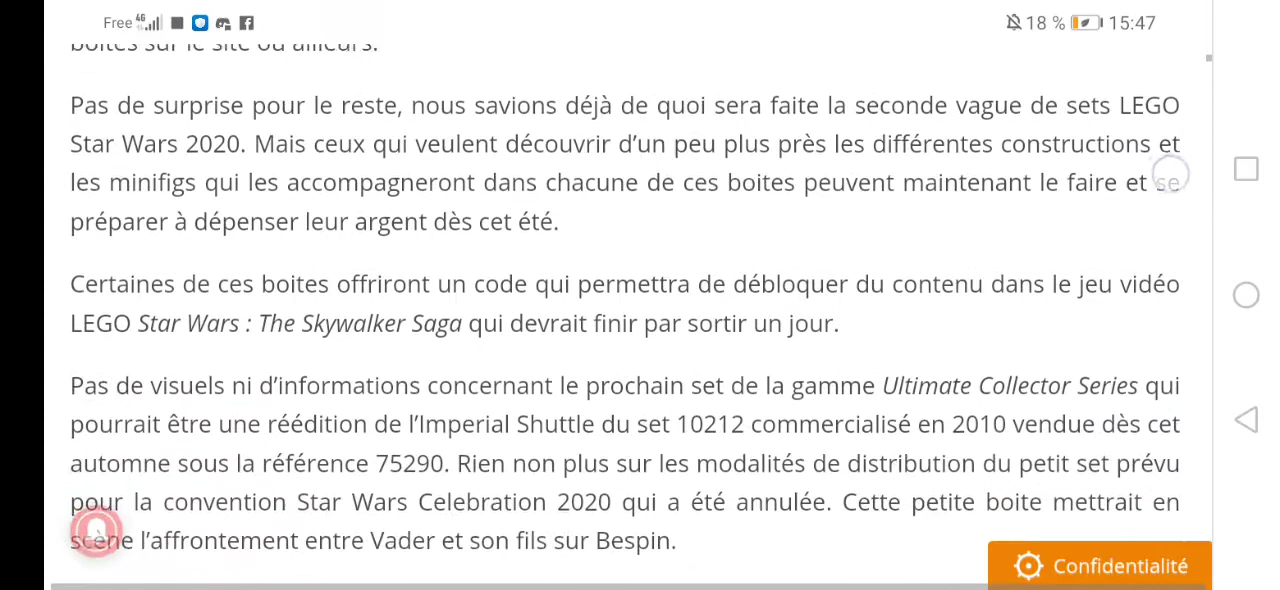 Free 4G 18 % 15:47
boites sur le site ou ailleurs.
Pas de surprise pour le reste, nous savions déjà de quoi sera faite la seconde vague de sets LEGO
Star Wars 2020. Mais ceux qui veulent découvrir d’un peu plus près les différentes constructions et
les minifigs qui les accompagneront dans chacune de ces boites peuvent maintenant le faire et se
préparer à dépenser leur argent dès cet été.
Certaines de ces boites offriront un code qui permettra de débloquer du contenu dans le jeu vidéo
LEGO Star Wars : The Skywalker Saga qui devrait finir par sortir un jour.
Pas de visuels ni d’informations concernant le prochain set de la gamme Ultimate Collector Series qui
pourrait être une réédition de l’Imperial Shuttle du set 10212 commercialisé en 2010 vendue dès cet
automne sous la référence 75290. Rien non plus sur les modalités de distribution du petit set prévu
pour la convention Star Wars Celebration 2020 qui a été annulée. Cette petite boite mettrait en
scène l’affrontement entre Vader et son fils sur Bespin.
Confidentialité